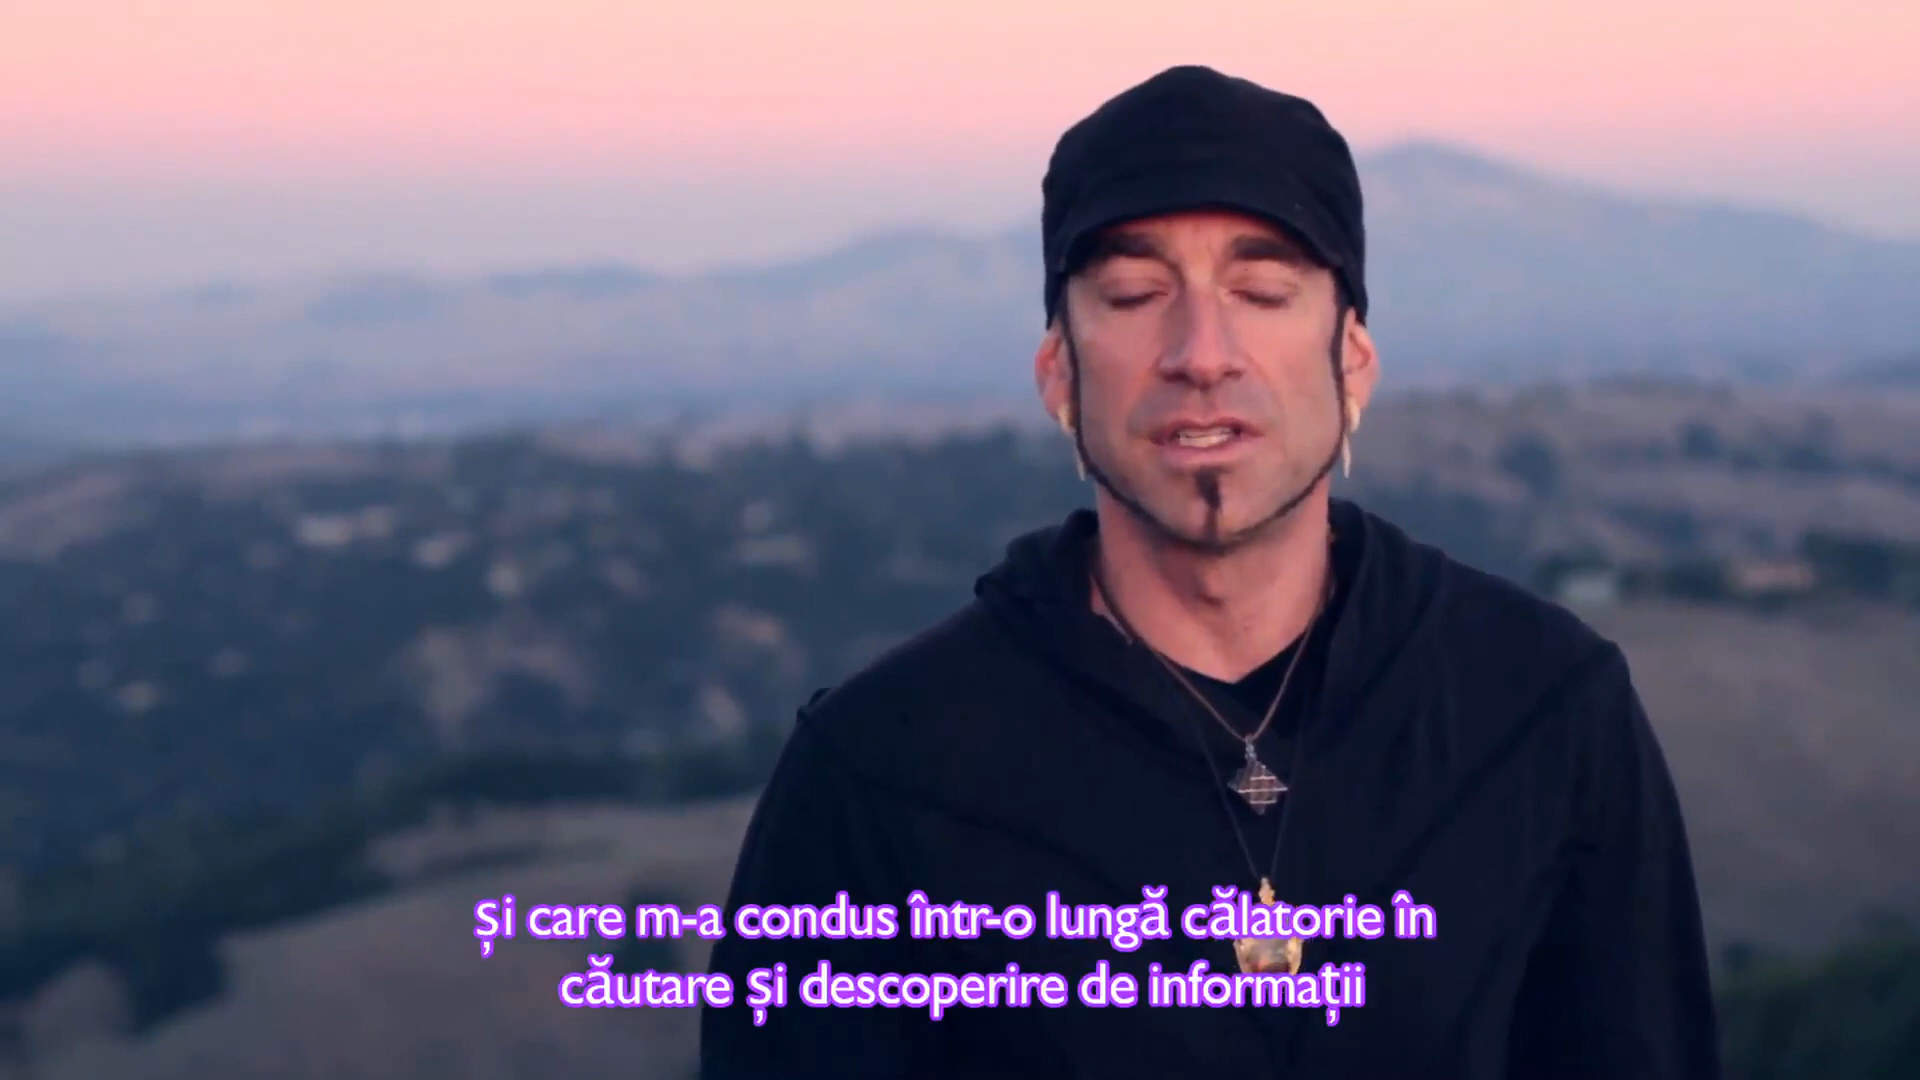 și care m-a condus într-o lungă călatorie în
căutare și descoperire de informații